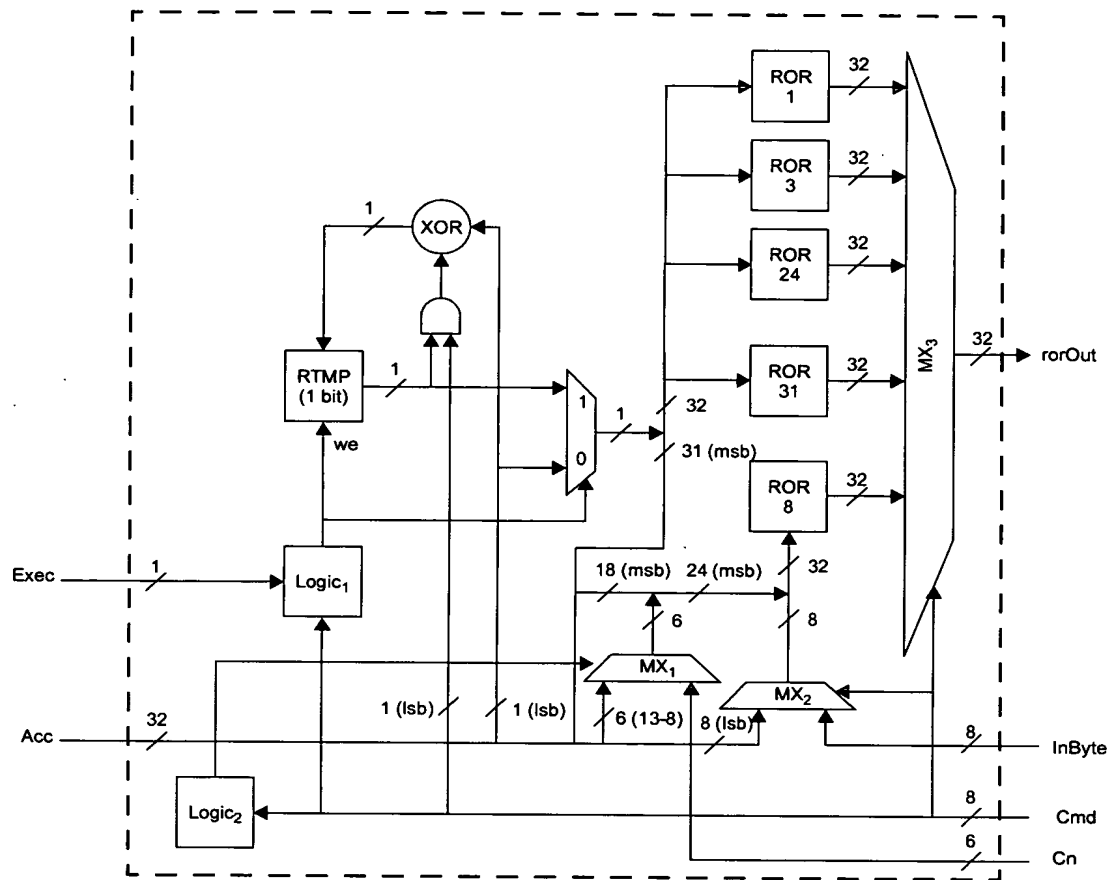 ROR
1
32
ROR
3
32
ROR
24
32
ROR
31
32
ROR
8
32
MX₃
32
rorOut
1
XOR
RTMP
(1 bit)
1
we
1
0
1
32
31 (msb)
Exec
1
Logic₁
18 (msb)
24 (msb)
32
6
8
MX₁
MX₂
1 (lsb)
1 (lsb)
6 (13–8)
8 (lsb)
Acc
32
8
InByte
Logic₂
8
Cmd
6
Cn